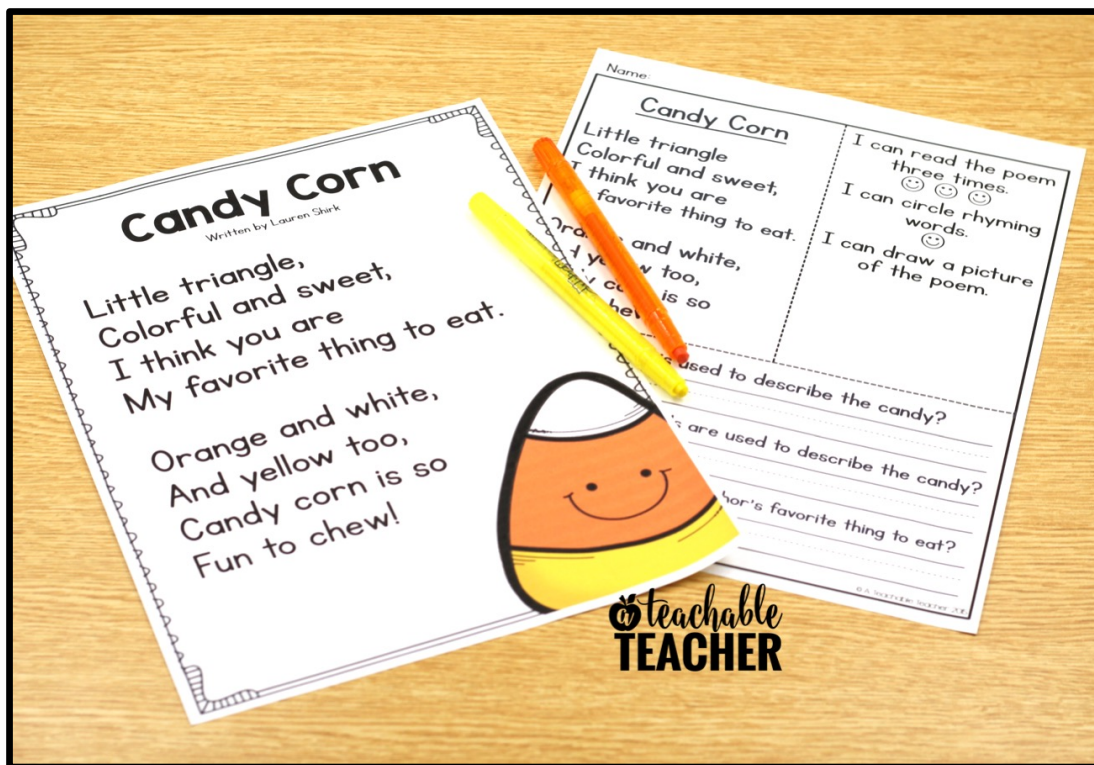 Candy Corn
Written by Lauren Shirk
Little triangle,
Colorful and sweet,
I think you are
My favorite thing to eat.
Orange and white,
And yellow too,
Candy corn is so
Fun to chew!
Name:
Candy Corn
Little triangle
Colorful and sweet,
I think you are
favorite thing to eat.
and white,
too,
is so
I can read the poem
three times.
I can circle rhyming
words.
I can draw a picture
of the poem.
used to describe the candy?
are used to describe the candy?
favorite thing to eat?
© A Teachable Teacher
a teachable
TEACHER